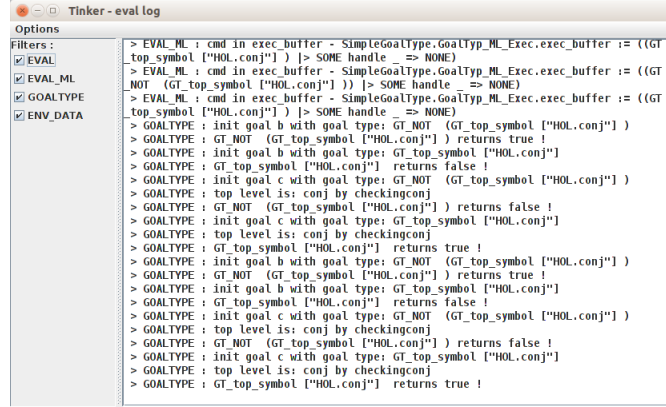 Tinker - eval log
Options
Filters :
EVAL
EVAL_ML
GOALTYPE
ENV_DATA
> EVAL_ML : cmd in exec_buffer - SimpleGoalType.GoalTyp_ML_Exec.exec_buffer := ((GT_
top_symbol ["HOL.conj"] ) |> SOME handle _ => NONE)
> EVAL_ML : cmd in exec_buffer - SimpleGoalType.GoalTyp_ML_Exec.exec_buffer := ((GT_
NOT (GT_top_symbol ["HOL.conj"] )) |> SOME handle _ => NONE)
> EVAL_ML : cmd in exec_buffer - SimpleGoalType.GoalTyp_ML_Exec.exec_buffer := ((GT_
top_symbol ["HOL.conj"] ) |> SOME handle _ => NONE)
> GOALTYPE : init goal b with goal type: GT_NOT (GT_top_symbol ["HOL.conj"] )
> GOALTYPE : GT_NOT (GT_top_symbol ["HOL.conj"] ) returns true !
> GOALTYPE : init goal b with goal type: GT_top_symbol ["HOL.conj"]
> GOALTYPE : GT_top_symbol ["HOL.conj"] returns false !
> GOALTYPE : init goal c with goal type: GT_NOT (GT_top_symbol ["HOL.conj"] )
> GOALTYPE : top level is: conj by checkingconj
> GOALTYPE : GT_NOT (GT_top_symbol ["HOL.conj"] ) returns false !
> GOALTYPE : init goal c with goal type: GT_top_symbol ["HOL.conj"]
> GOALTYPE : top level is: conj by checkingconj
> GOALTYPE : GT_top_symbol ["HOL.conj"] returns true !
> GOALTYPE : init goal b with goal type: GT_NOT (GT_top_symbol ["HOL.conj"] )
> GOALTYPE : GT_NOT (GT_top_symbol ["HOL.conj"] ) returns true !
> GOALTYPE : init goal b with goal type: GT_top_symbol ["HOL.conj"]
> GOALTYPE : GT_top_symbol ["HOL.conj"] returns false !
> GOALTYPE : init goal c with goal type: GT_NOT (GT_top_symbol ["HOL.conj"] )
> GOALTYPE : top level is: conj by checkingconj
> GOALTYPE : GT_NOT (GT_top_symbol ["HOL.conj"] ) returns false !
> GOALTYPE : init goal c with goal type: GT_top_symbol ["HOL.conj"]
> GOALTYPE : top level is: conj by checkingconj
> GOALTYPE : GT_top_symbol ["HOL.conj"] returns true !